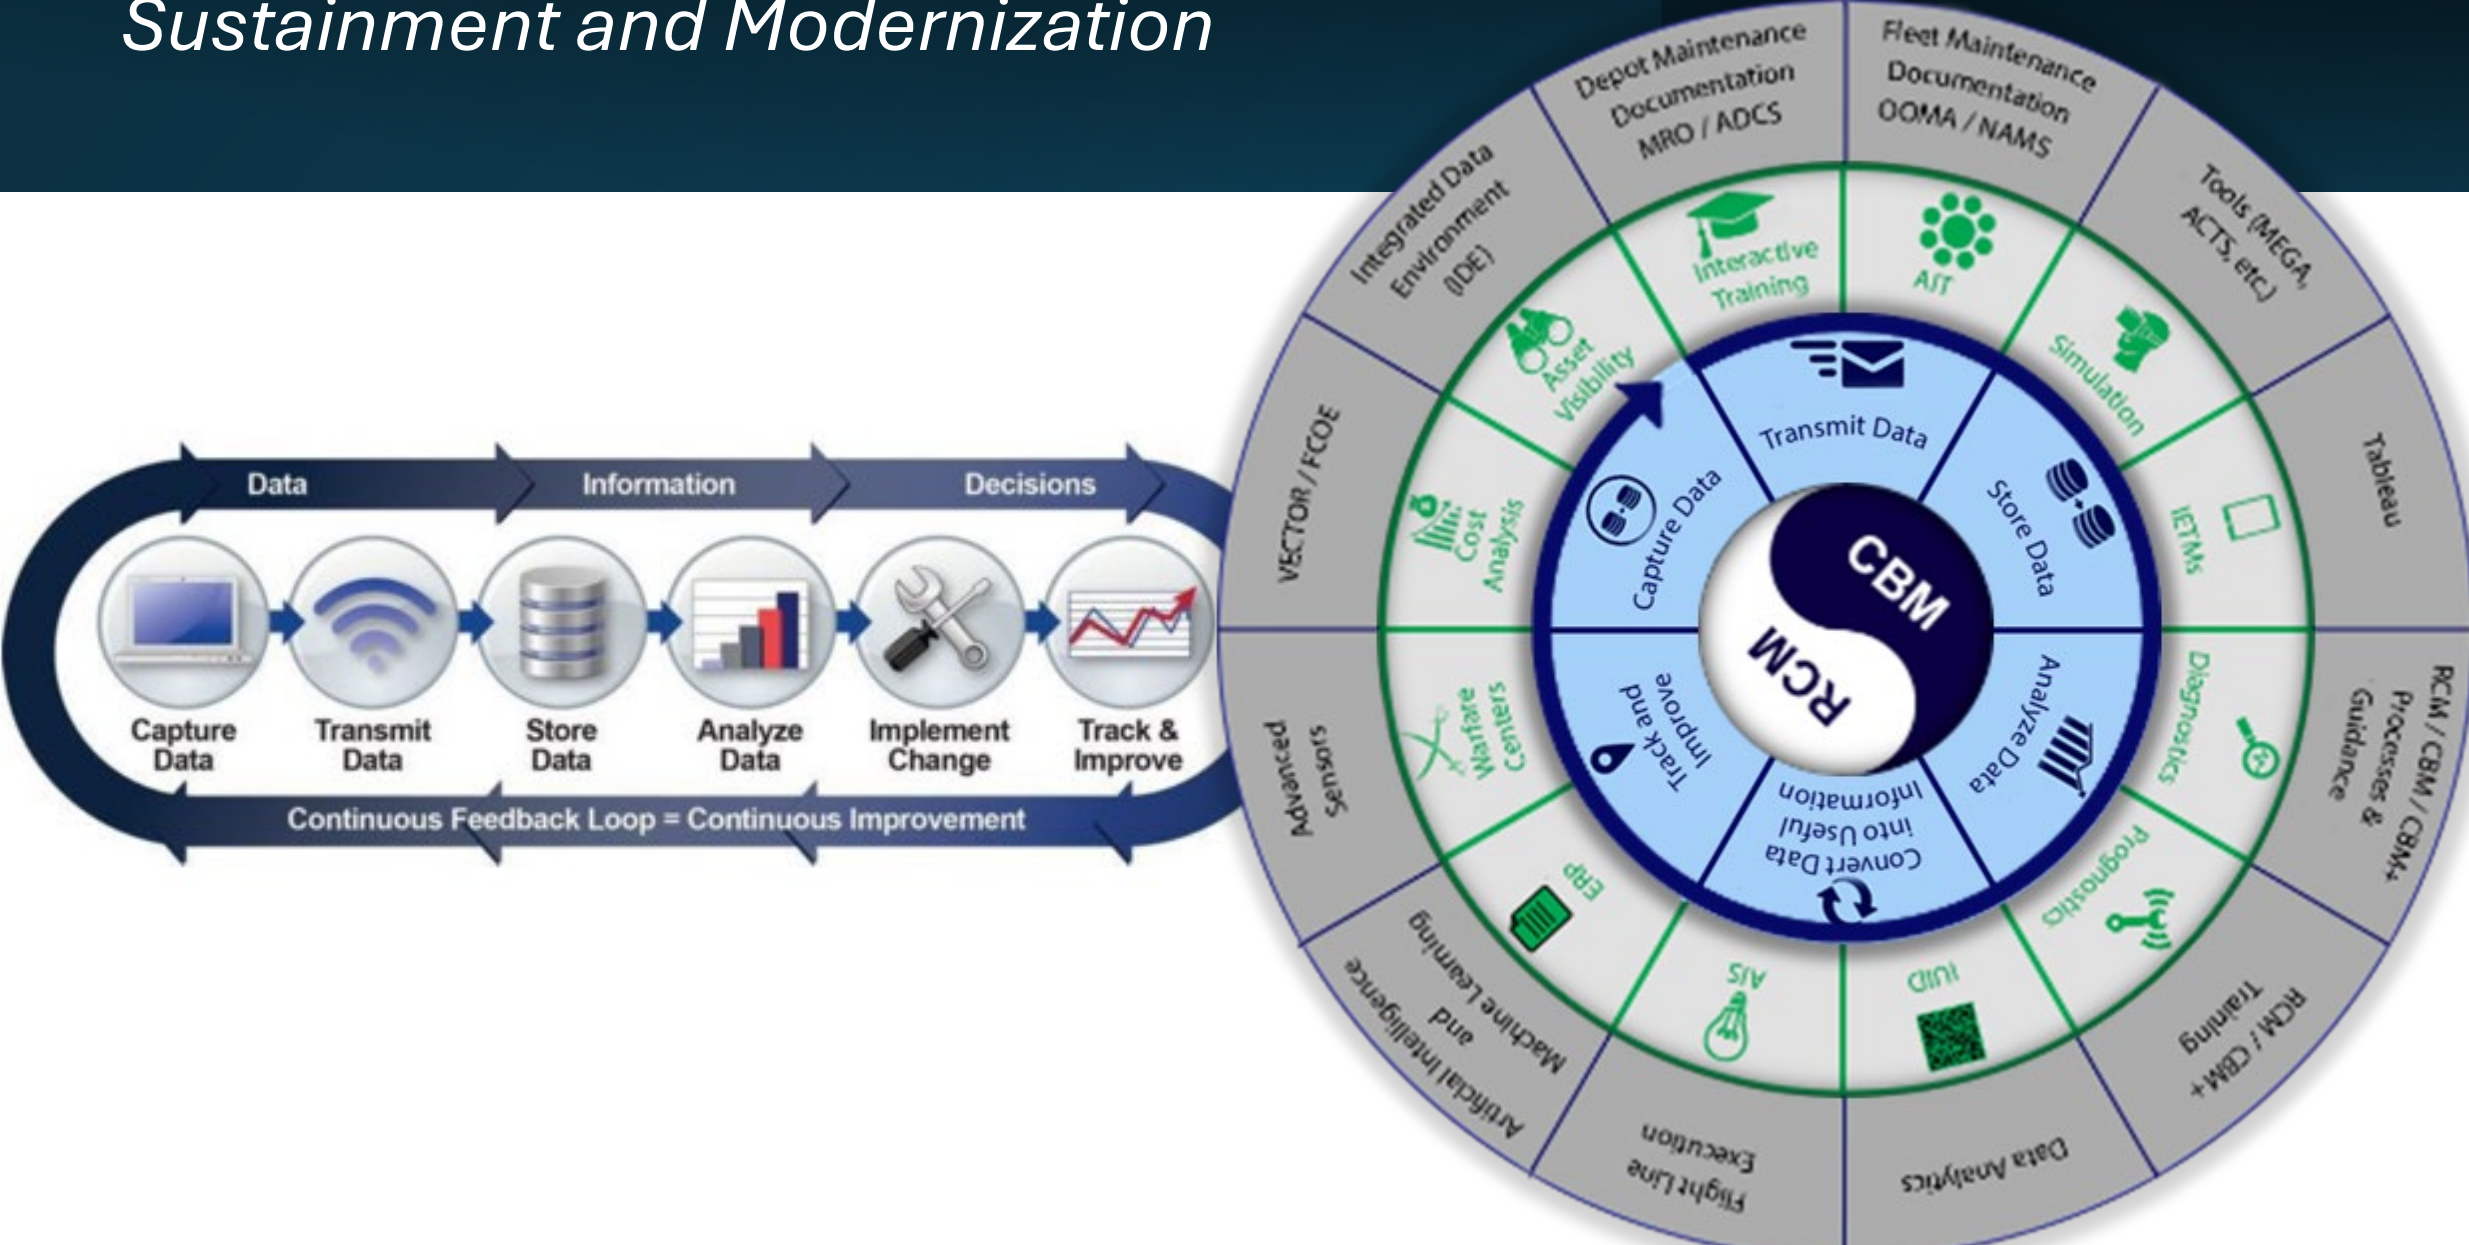 Sustainment and Modernization
Data
Information
Decisions
Capture
Data
Transmit
Data
Store
Data
Analyze
Data
Implement
Change
Track &
Improve
Continuous Feedback Loop = Continuous Improvement
Depot Maintenance
Documentation
MRO / ADCS
Fleet Maintenance
Documentation
OOMA / NAMS
Tools (MEGA,
ACTS, etc.)
Tableau
RCM / CBM / CBM+
Processes &
Guidance
RCM / CBM+
Training
Data Analytics
Flight Line
Execution
Artificial Intelligence
and
Machine Learning
Advanced
Sensors
VECTOR / FCOE
Integrated Data
Environment
(IDE)
Interactive
Training
AIT
Simulation
IETMs
Diagnostics
Prognostics
IUID
AIS
ERP
Warfare
Centers
Cost
Analysis
Asset
Visibility
Transmit Data
Store Data
Analyze Data
Convert Data
into Useful
Information
Track and
Improve
Capture Data
CBM
RCM